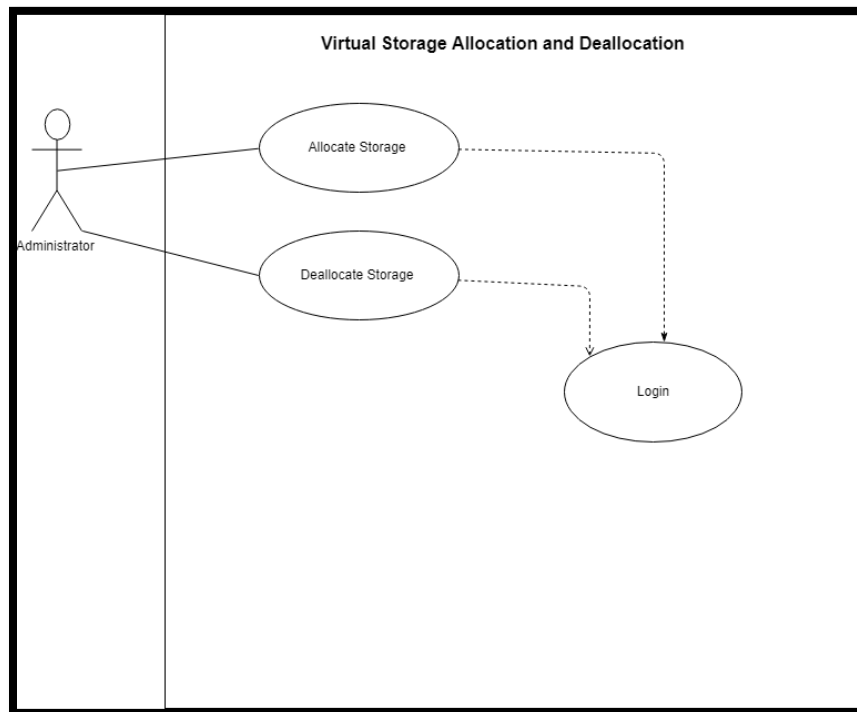 Virtual Storage Allocation and Deallocation
Allocate Storage
Administrator
Deallocate Storage
Login